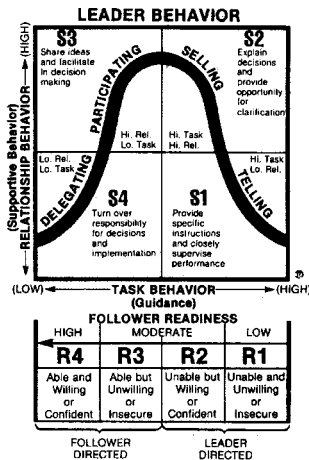 LEADER BEHAVIOR
(HIGH)
(Supportive Behavior)
RELATIONSHIP BEHAVIOR
S3
Share ideas
and facilitate
In decision
making
PARTICIPATING
SELLING
S2
Explain
decisions
and
provide
opportunity
for
clarification
Hi. Rel.
Lo. Task
Hi. Task
Hi. Rel.
Lo. Rel.
Lo. Task
Hi. Task
Lo. Rel.
DELEGATING
TELLING
S4
Turn over
responsibility
for decisions
and
implementation
S1
Provide
specific
instructions
and closely
supervise
performance
®
(LOW)
TASK BEHAVIOR
(HIGH)
(Guidance)
FOLLOWER READINESS
HIGH
MODERATE
LOW
R4
R3
R2
R1
Able and
Willing
or
Confident
Able but
Unwilling
or
Insecure
Unable but
Willing
or
Confident
Unable and
Unwilling
or
Insecure
FOLLOWER
DIRECTED
LEADER
DIRECTED